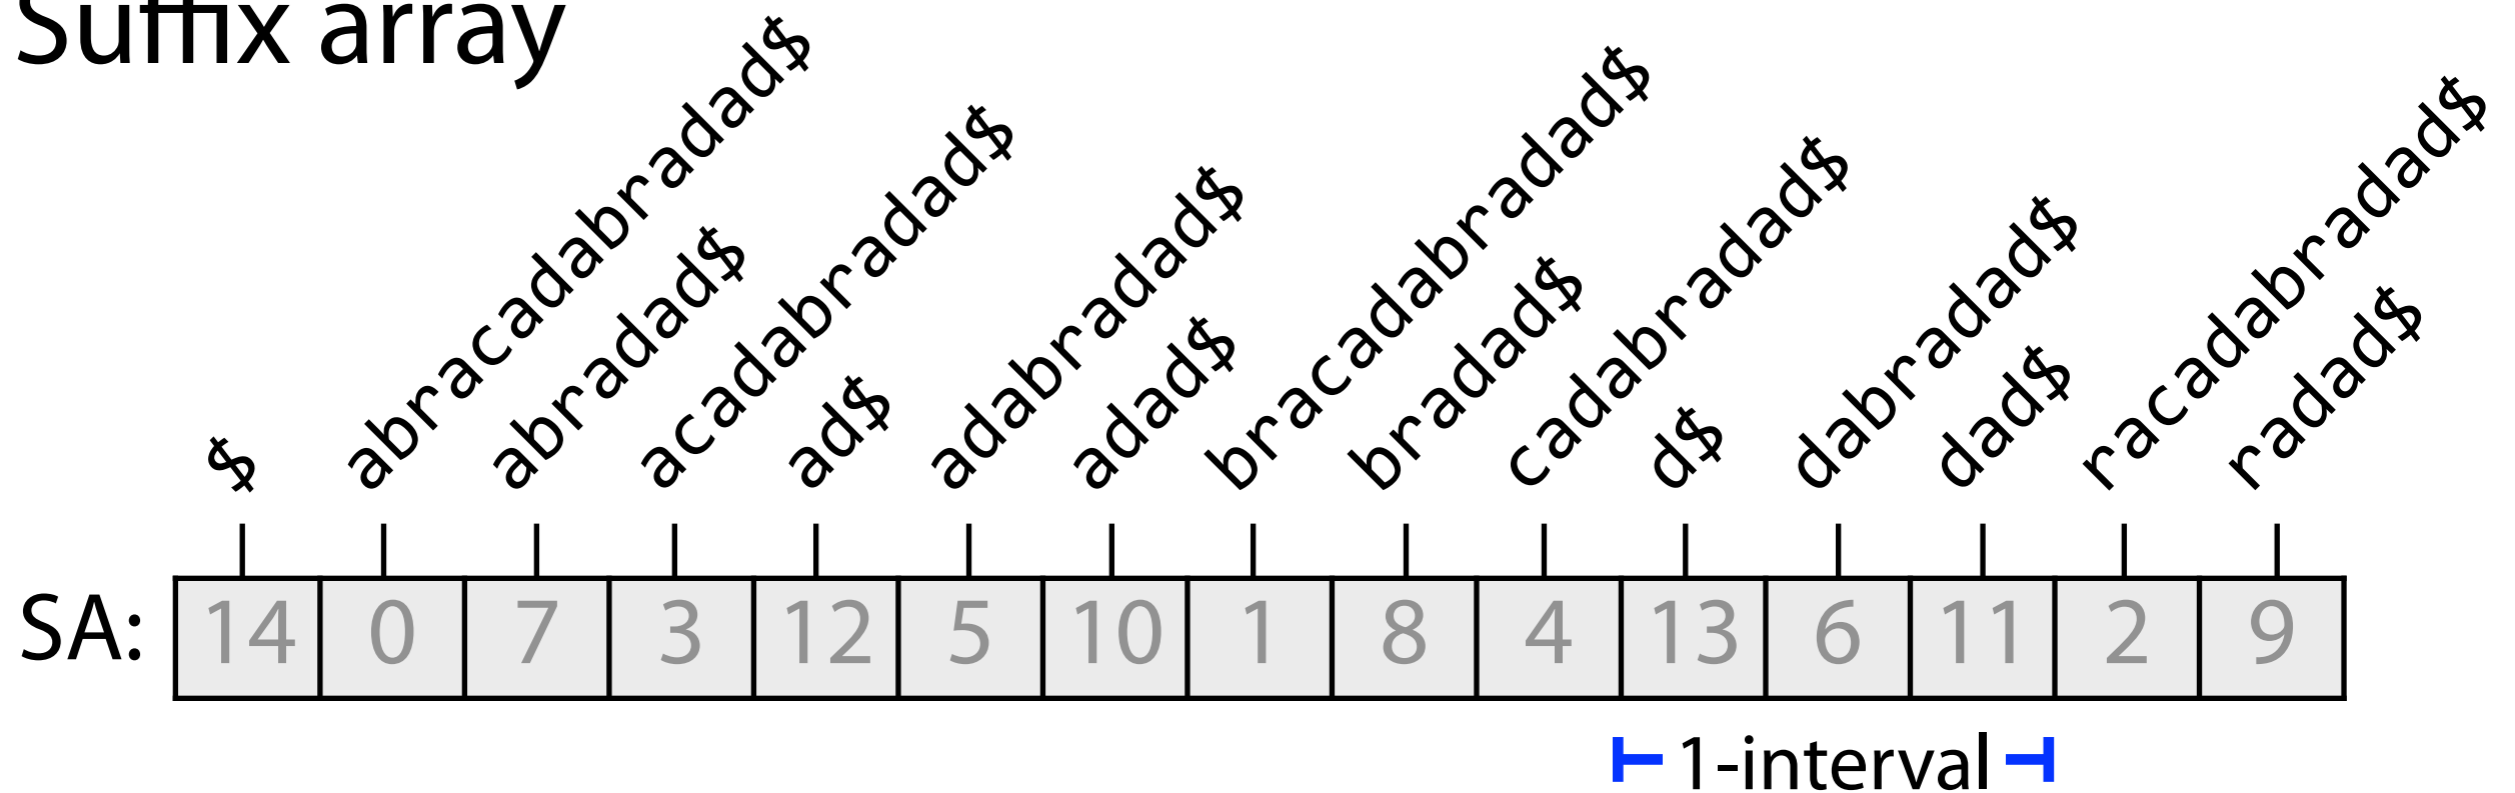 Suffix array
$
abracadabradad$
abradad$
acadabradad$
ad$
adabradad$
adad$
bracadabradad$
bradad$
cadabradad$
d$
dabradad$
dad$
racadabradad$
radad$
SA: 14 0 7 3 12 5 10 1 8 4 13 6 11 2 9
1-interval